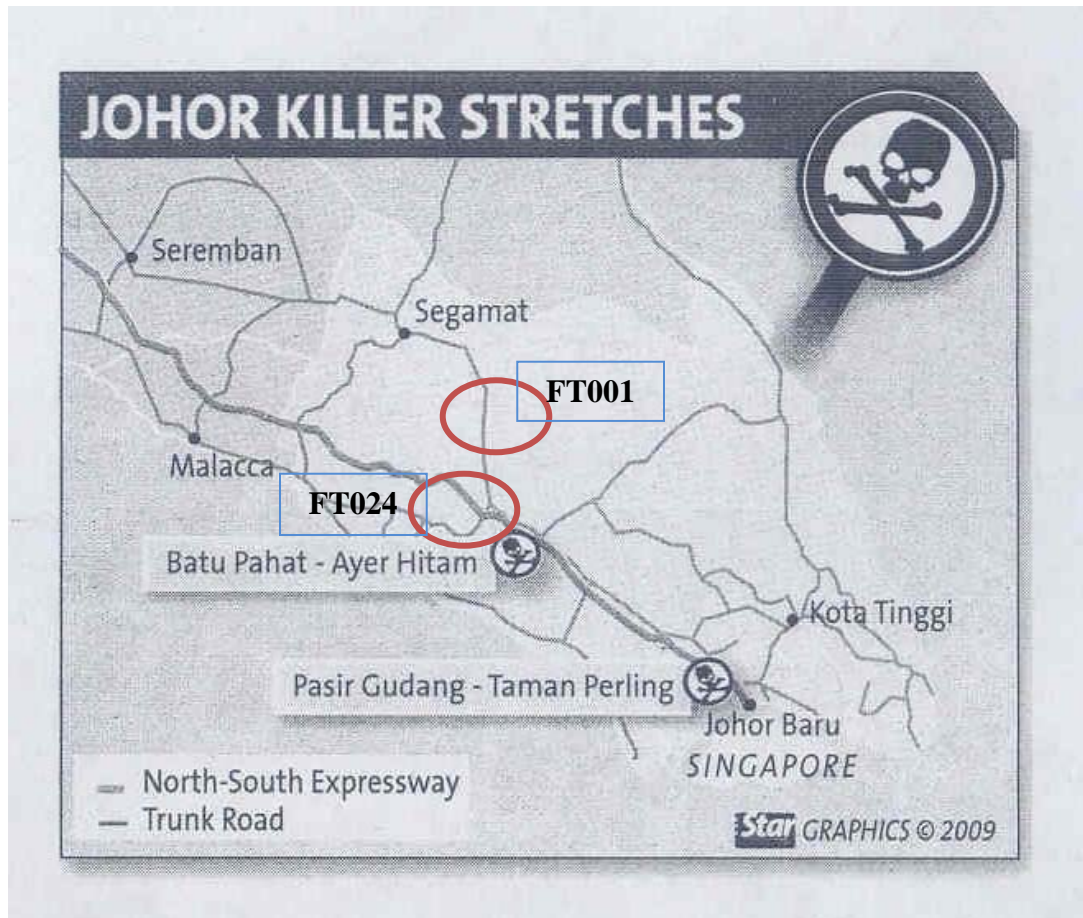 JOHOR KILLER STRETCHES
Seremban
Segamat
FT001
Malacca
FT024
Batu Pahat - Ayer Hitam
Kota Tinggi
Pasir Gudang - Taman Perling
Johor Baru
SINGAPORE
North-South Expressway
Trunk Road
Star GRAPHICS © 2009